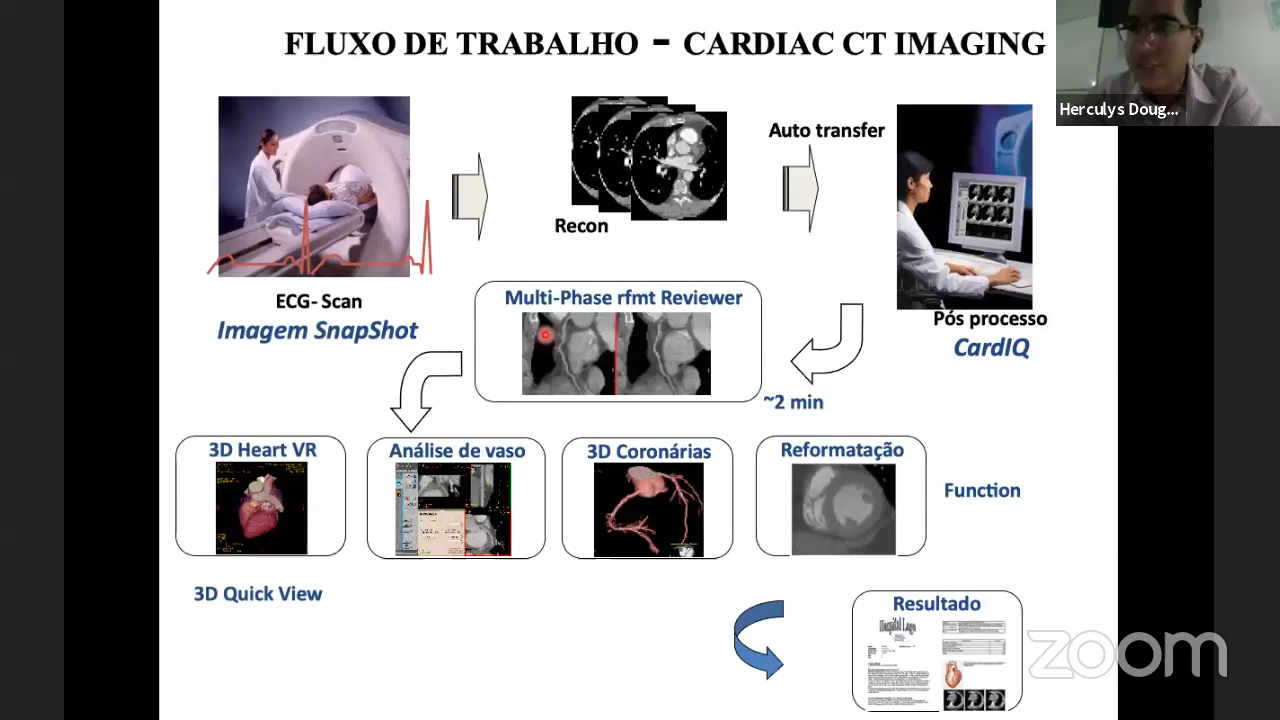 FLUXO DE TRABALHO - CARDIAC CT IMAGING
Herculys Doug...
Auto transfer
Recon
ECG- Scan
Imagem SnapShot
Multi-Phase rfmt Reviewer
Pós processo
CardIQ
~2 min
3D Heart VR
Análise de vaso
3D Coronárias
Reformatação
Function
3D Quick View
Resultado
Hospital Logo
zoom